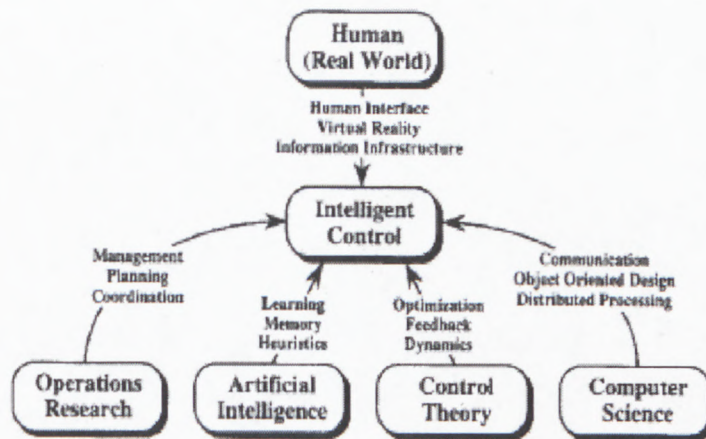 Human
(Real World)
Human Interface
Virtual Reality
Information Infrastructure
Intelligent
Control
Management
Planning
Coordination
Communication
Object Oriented Design
Distributed Processing
Learning
Memory
Heuristics
Optimization
Feedback
Dynamics
Operations
Research
Artificial
Intelligence
Control
Theory
Computer
Science